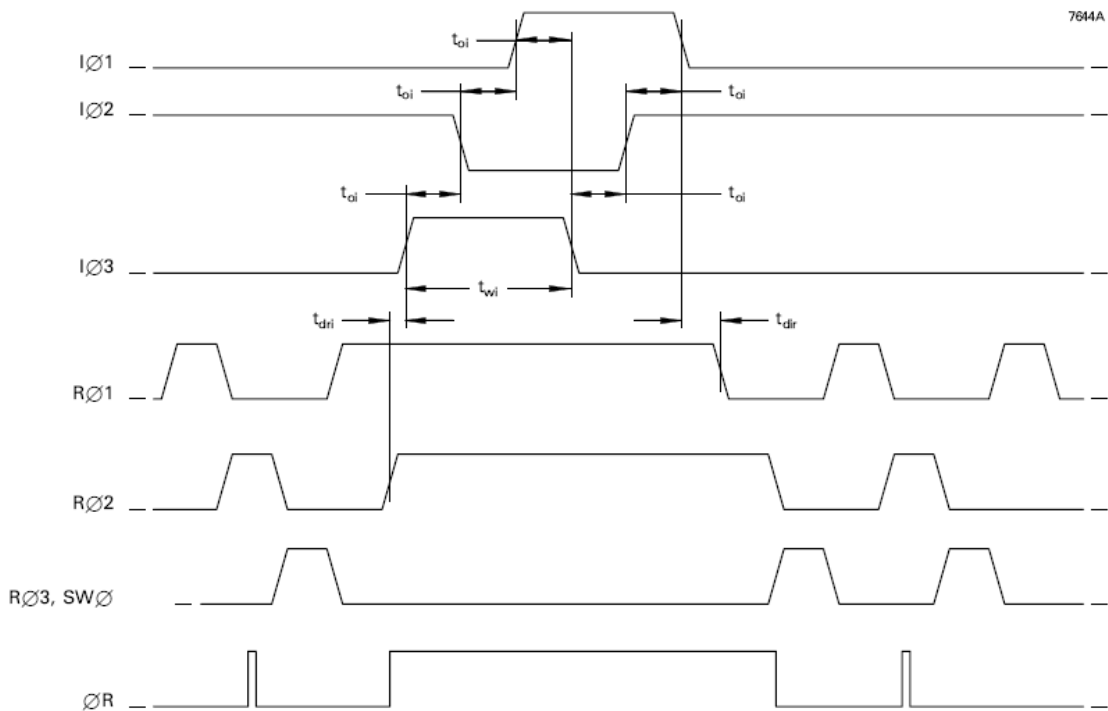 7644A
t_oi
IØ1
t_oi
t_oi
IØ2
t_oi
t_oi
IØ3
t_wi
t_dri
t_dir
RØ1
RØ2
RØ3, SWØ
ØR